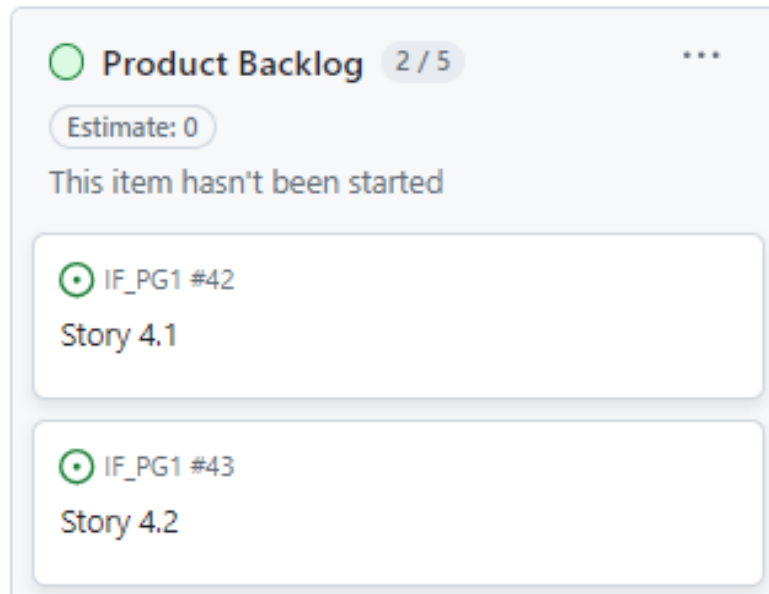 Product Backlog 2 / 5
Estimate: 0
This item hasn't been started
IF_PG1 #42
Story 4.1
IF_PG1 #43
Story 4.2